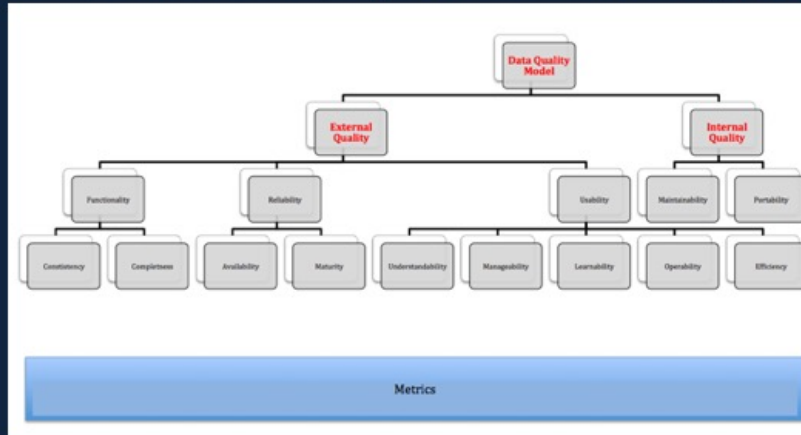 Data Quality
Model
External
Quality
Internal
Quality
Functionality
Reliability
Usability
Maintainability
Portability
Constistency
Completness
Availability
Maturity
Understandability
Manageability
Learnability
Operability
Efficiency
Metrics